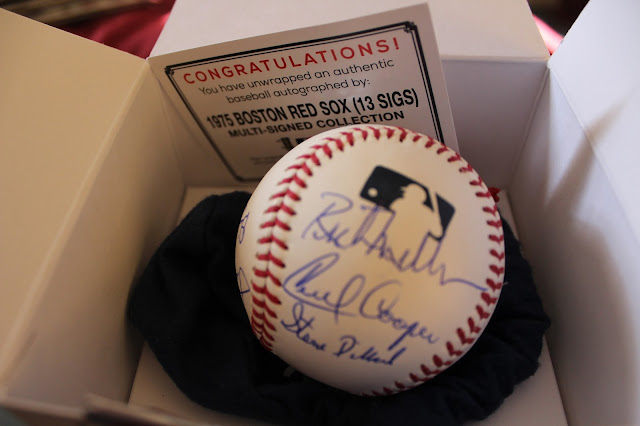 CONGRATULATIONS!
You have unwrapped an authentic
baseball autographed by:
1975 BOSTON RED SOX (13 SIGS)
MULTI-SIGNED COLLECTION
Cecil Cooper
Steve Dillard